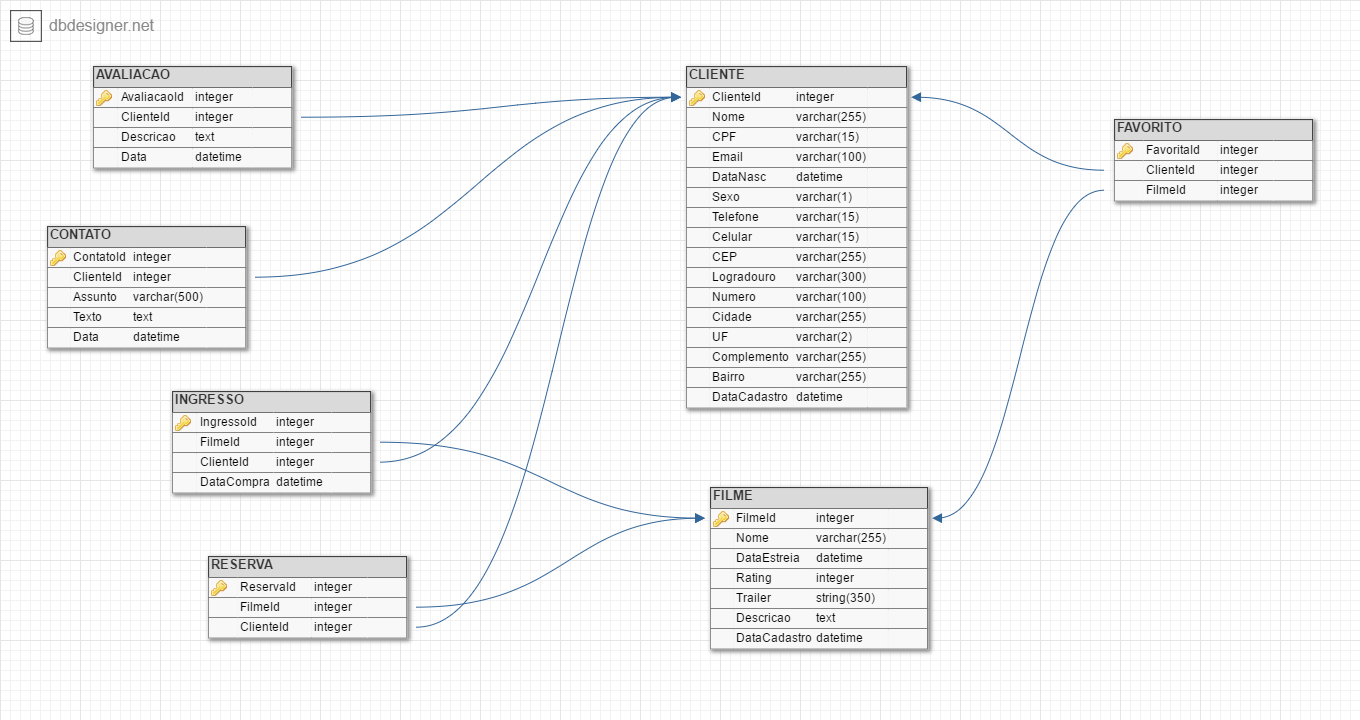 dbdesigner.net
AVALIACAO
AvaliacaoId integer
ClienteId integer
Descricao text
Data datetime
CONTATO
ContatoId integer
ClienteId integer
Assunto varchar(500)
Texto text
Data datetime
INGRESSO
IngressoId integer
FilmeId integer
ClienteId integer
DataCompra datetime
RESERVA
ReservaId integer
FilmeId integer
ClienteId integer
CLIENTE
ClienteId integer
Nome varchar(255)
CPF varchar(15)
Email varchar(100)
DataNasc datetime
Sexo varchar(1)
Telefone varchar(15)
Celular varchar(15)
CEP varchar(255)
Logradouro varchar(300)
Numero varchar(100)
Cidade varchar(255)
UF varchar(2)
Complemento varchar(255)
Bairro varchar(255)
DataCadastro datetime
FILME
FilmeId integer
Nome varchar(255)
DataEstreia datetime
Rating integer
Trailer string(350)
Descricao text
DataCadastro datetime
FAVORITO
FavoritaId integer
ClienteId integer
FilmeId integer